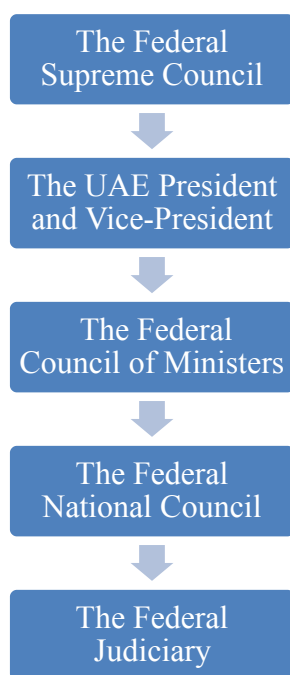 The Federal
Supreme Council
The UAE President
and Vice-President
The Federal
Council of Ministers
The Federal
National Council
The Federal
Judiciary